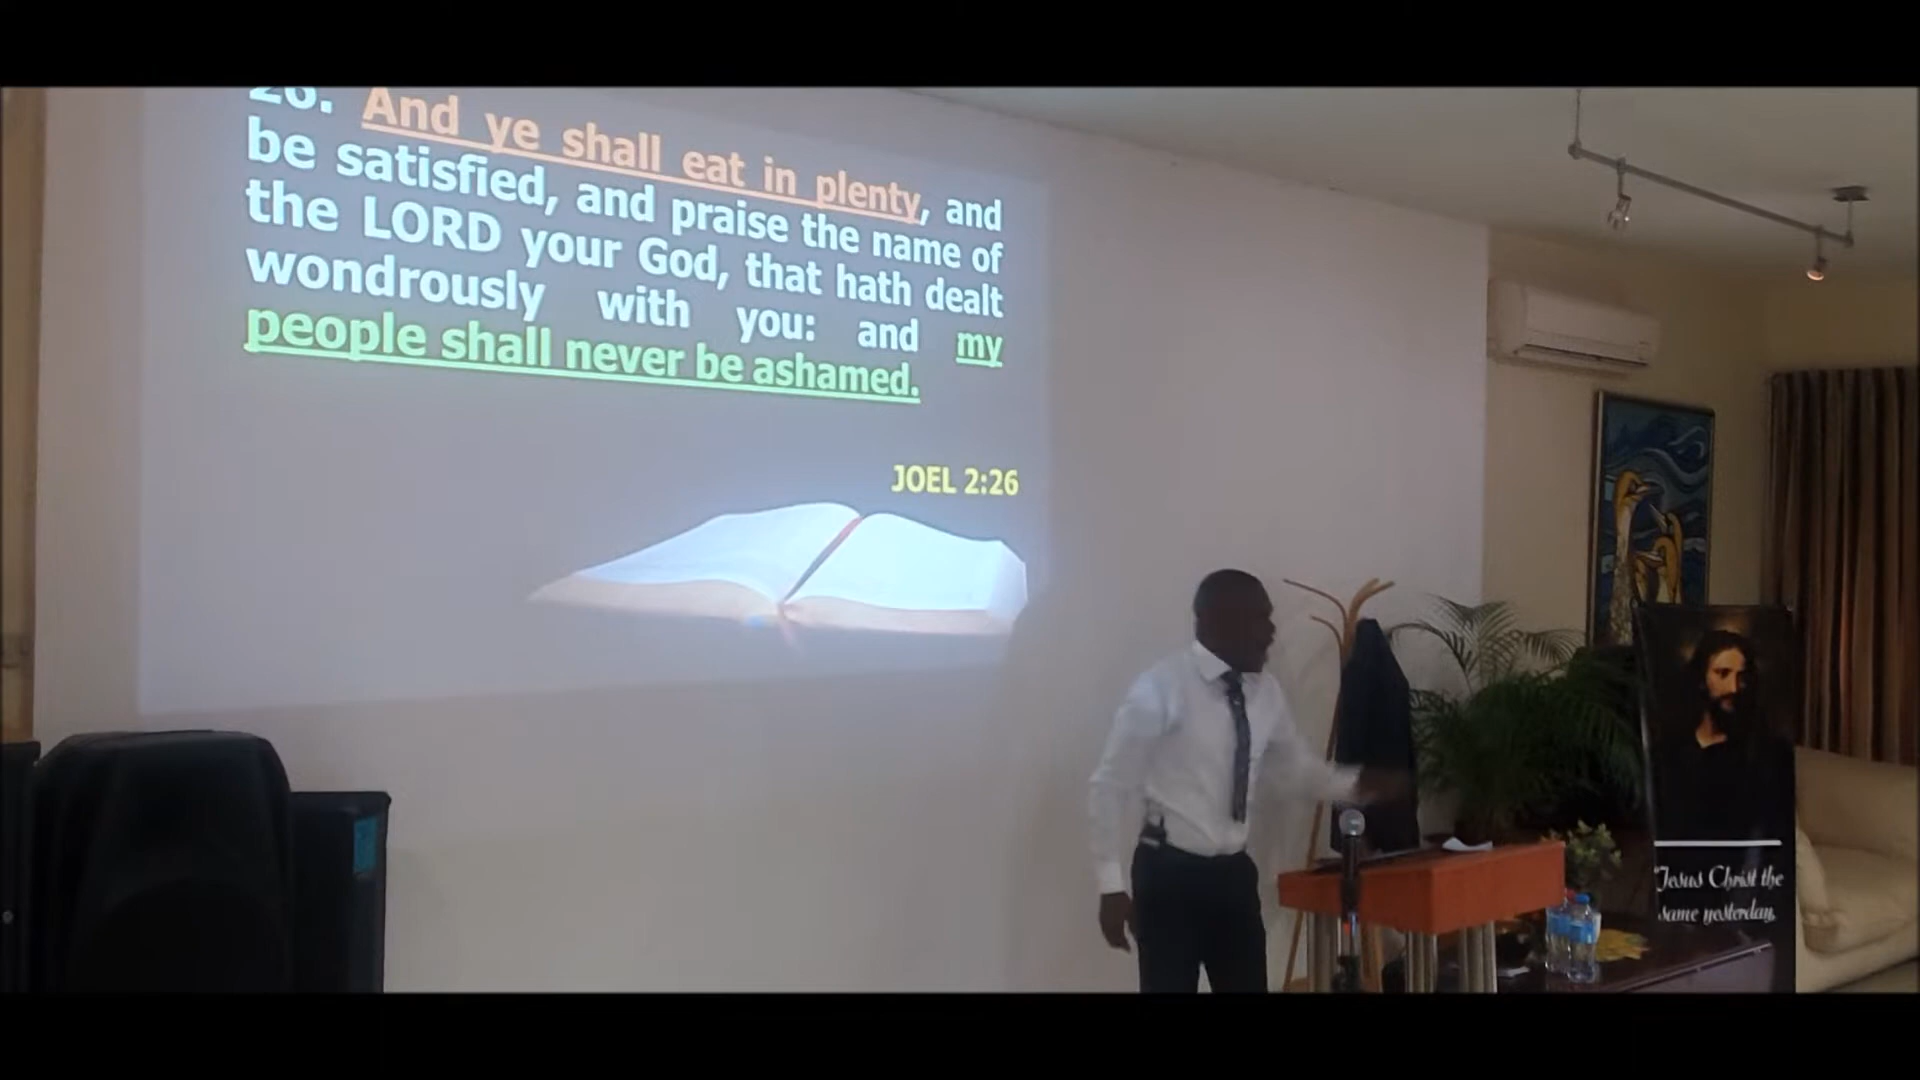 26. And ye shall eat in plenty, and
be satisfied, and praise the name of
the LORD your God, that hath dealt
wondrously with you: and my
people shall never be ashamed.
JOEL 2:26
"Jesus Christ the
same yesterday,